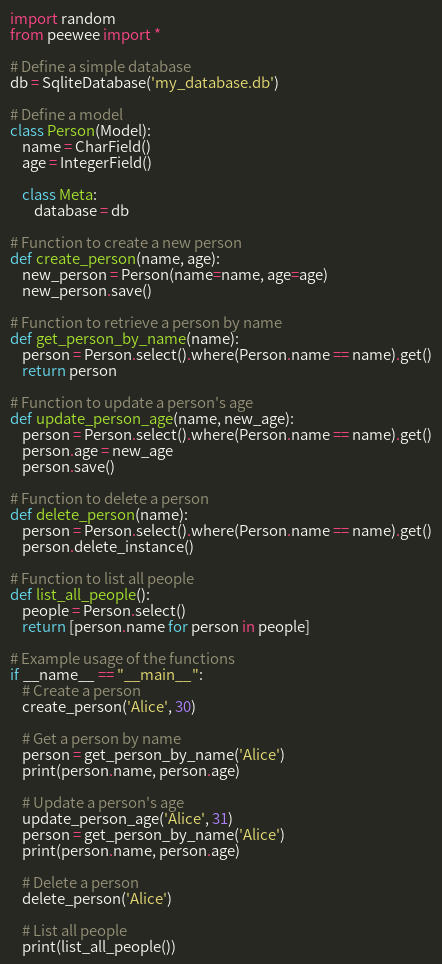 import random
from peewee import *

# Define a simple database
db = SqliteDatabase('my_database.db')

# Define a model
class Person(Model):
    name = CharField()
    age = IntegerField()

    class Meta:
        database = db

# Function to create a new person
def create_person(name, age):
    new_person = Person(name=name, age=age)
    new_person.save()

# Function to retrieve a person by name
def get_person_by_name(name):
    person = Person.select().where(Person.name == name).get()
    return person

# Function to update a person's age
def update_person_age(name, new_age):
    person = Person.select().where(Person.name == name).get()
    person.age = new_age
    person.save()

# Function to delete a person
def delete_person(name):
    person = Person.select().where(Person.name == name).get()
    person.delete_instance()

# Function to list all people
def list_all_people():
    people = Person.select()
    return [person.name for person in people]

# Example usage of the functions
if __name__ == "__main__":
    # Create a person
    create_person('Alice', 30)

    # Get a person by name
    person = get_person_by_name('Alice')
    print(person.name, person.age)

    # Update a person's age
    update_person_age('Alice', 31)
    person = get_person_by_name('Alice')
    print(person.name, person.age)

    # Delete a person
    delete_person('Alice')

    # List all people
    print(list_all_people())